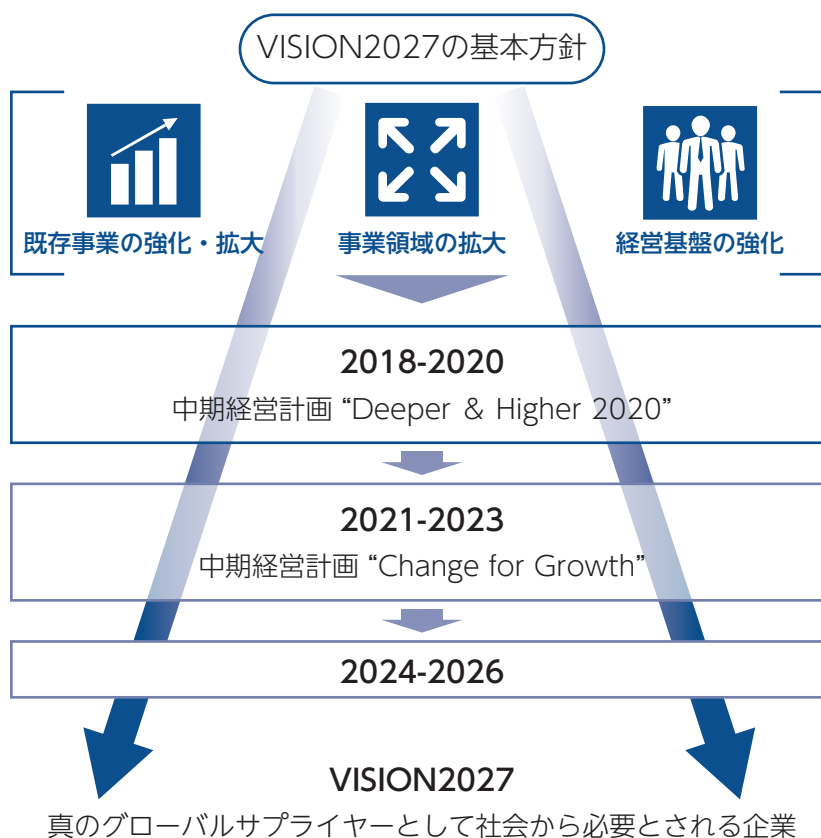 VISION2027の基本方針
既存事業の強化・拡大
事業領域の拡大
経営基盤の強化
2018-2020
中期経営計画 “Deeper & Higher 2020”
2021-2023
中期経営計画 “Change for Growth”
2024-2026
VISION2027
真のグローバルサプライヤーとして社会から必要とされる企業